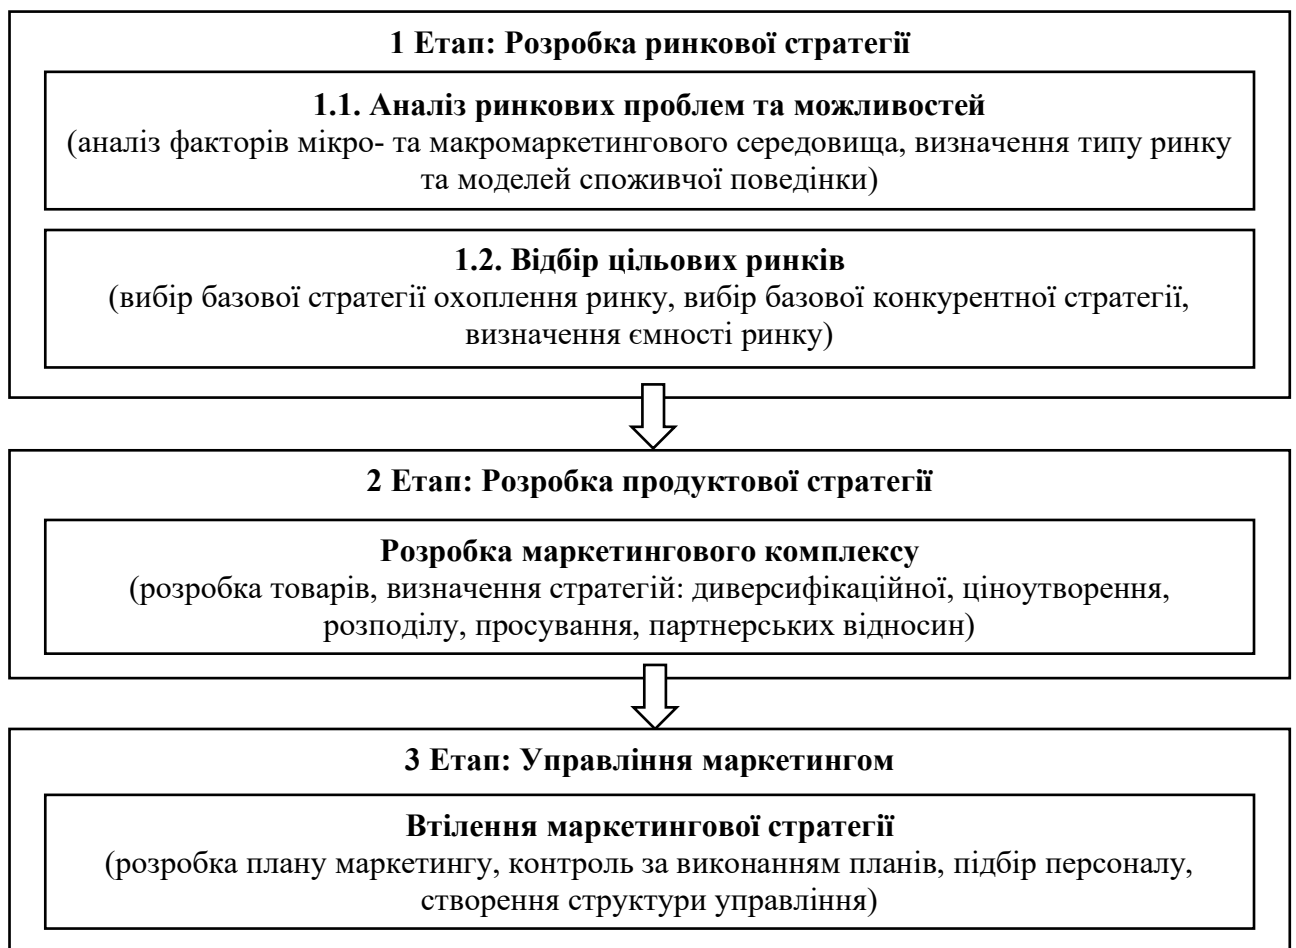 1 Етап: Розробка ринкової стратегії
1.1. Аналіз ринкових проблем та можливостей
(аналіз факторів мікро- та макромаркетингового середовища, визначення типу ринку
та моделей споживчої поведінки)
1.2. Відбір цільових ринків
(вибір базової стратегії охоплення ринку, вибір базової конкурентної стратегії,
визначення ємності ринку)
2 Етап: Розробка продуктової стратегії
Розробка маркетингового комплексу
(розробка товарів, визначення стратегій: диверсифікаційної, ціноутворення,
розподілу, просування, партнерських відносин)
3 Етап: Управління маркетингом
Втілення маркетингової стратегії
(розробка плану маркетингу, контроль за виконанням планів, підбір персоналу,
створення структури управління)